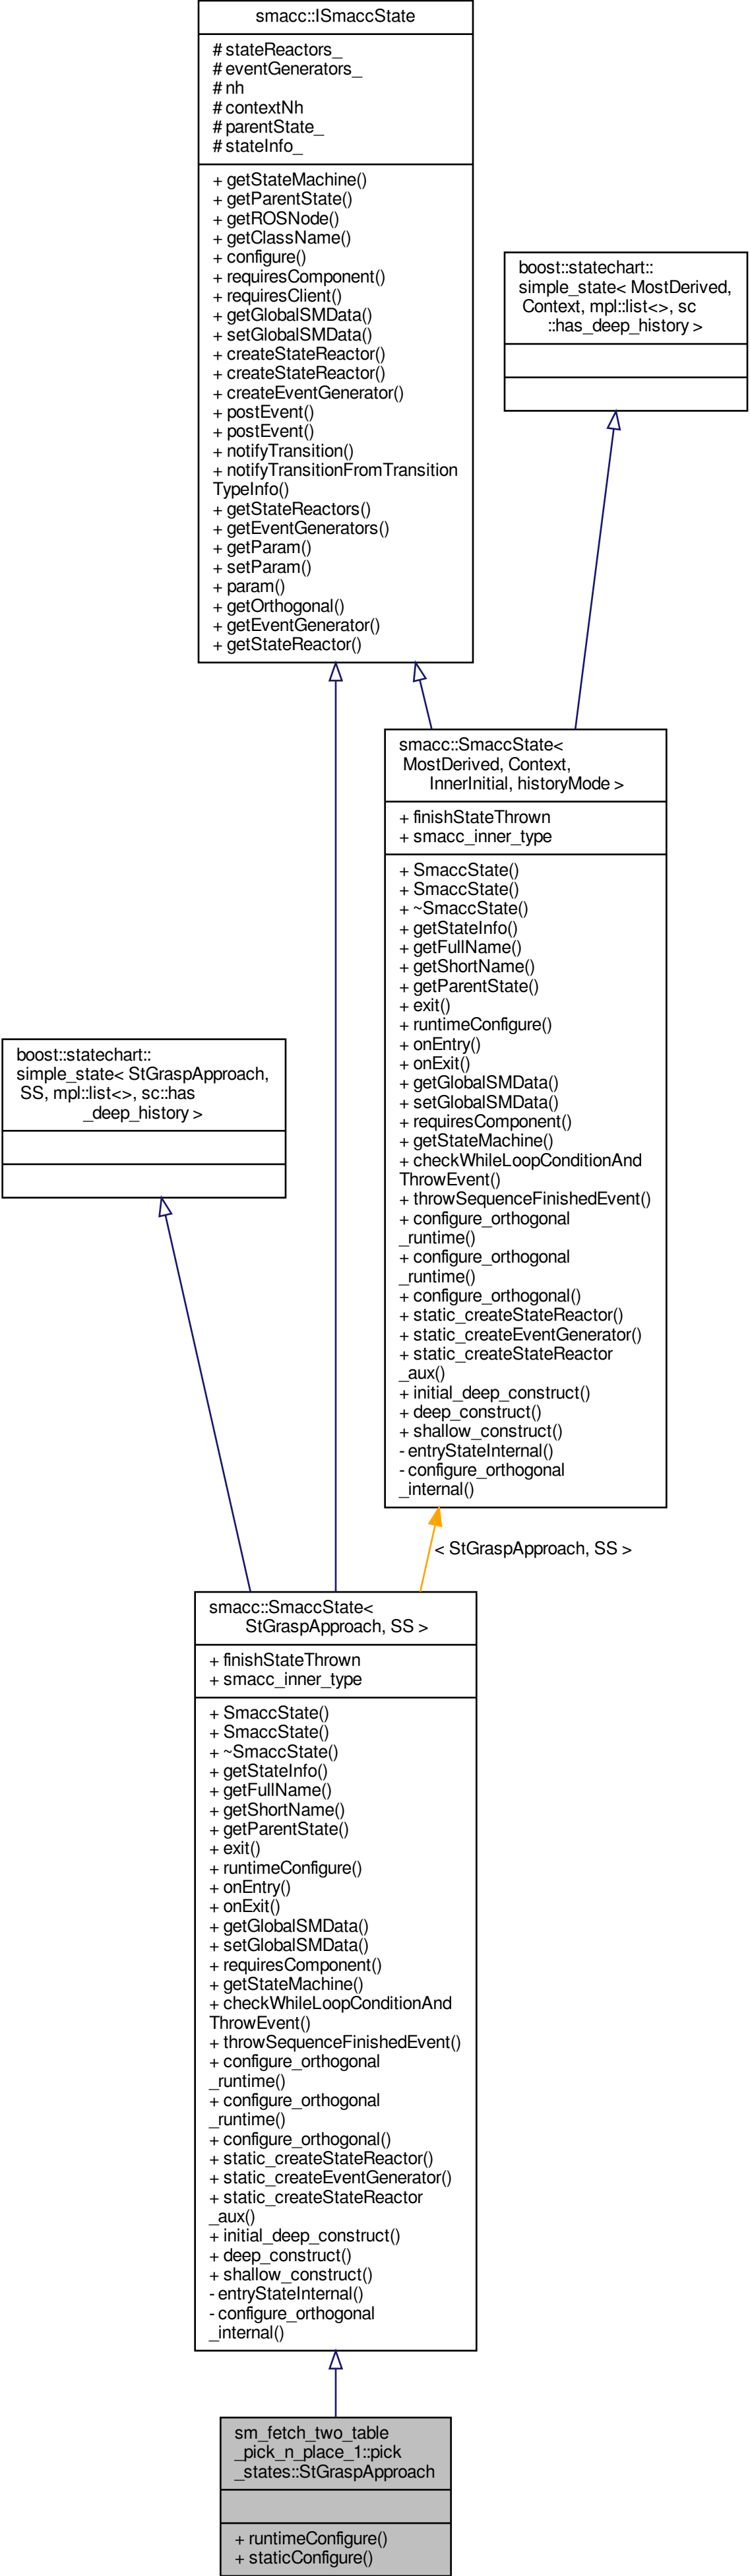 smacc::ISmaccState
# stateReactors_
# eventGenerators_
# nh
# contextNh
# parentState_
# stateInfo_
+ getStateMachine()
+ getParentState()
+ getROSNode()
+ getClassName()
+ configure()
+ requiresComponent()
+ requiresClient()
+ getGlobalSMData()
+ setGlobalSMData()
+ createStateReactor()
+ createStateReactor()
+ createEventGenerator()
+ postEvent()
+ postEvent()
+ notifyTransition()
+ notifyTransitionFromTransition
TypeInfo()
+ getStateReactors()
+ getEventGenerators()
+ getParam()
+ setParam()
+ param()
+ getOrthogonal()
+ getEventGenerator()
+ getStateReactor()
boost::statechart::
simple_state< MostDerived,
Context, mpl::list<>, sc
::has_deep_history >
smacc::SmaccState<
MostDerived, Context,
InnerInitial, historyMode >
+ finishStateThrown
+ smacc_inner_type
+ SmaccState()
+ SmaccState()
+ ~SmaccState()
+ getStateInfo()
+ getFullName()
+ getShortName()
+ getParentState()
+ exit()
+ runtimeConfigure()
+ onEntry()
+ onExit()
+ getGlobalSMData()
+ setGlobalSMData()
+ requiresComponent()
+ getStateMachine()
+ checkWhileLoopConditionAnd
ThrowEvent()
+ throwSequenceFinishedEvent()
+ configure_orthogonal
_runtime()
+ configure_orthogonal
_runtime()
+ configure_orthogonal()
+ static_createStateReactor()
+ static_createEventGenerator()
+ static_createStateReactor
_aux()
+ initial_deep_construct()
+ deep_construct()
+ shallow_construct()
- entryStateInternal()
- configure_orthogonal
_internal()
boost::statechart::
simple_state< StGraspApproach,
SS, mpl::list<>, sc::has
_deep_history >
< StGraspApproach, SS >
smacc::SmaccState<
StGraspApproach, SS >
+ finishStateThrown
+ smacc_inner_type
+ SmaccState()
+ SmaccState()
+ ~SmaccState()
+ getStateInfo()
+ getFullName()
+ getShortName()
+ getParentState()
+ exit()
+ runtimeConfigure()
+ onEntry()
+ onExit()
+ getGlobalSMData()
+ setGlobalSMData()
+ requiresComponent()
+ getStateMachine()
+ checkWhileLoopConditionAnd
ThrowEvent()
+ throwSequenceFinishedEvent()
+ configure_orthogonal
_runtime()
+ configure_orthogonal
_runtime()
+ configure_orthogonal()
+ static_createStateReactor()
+ static_createEventGenerator()
+ static_createStateReactor
_aux()
+ initial_deep_construct()
+ deep_construct()
+ shallow_construct()
- entryStateInternal()
- configure_orthogonal
_internal()
sm_fetch_two_table
_pick_n_place_1::pick
_states::StGraspApproach
+ runtimeConfigure()
+ staticConfigure()